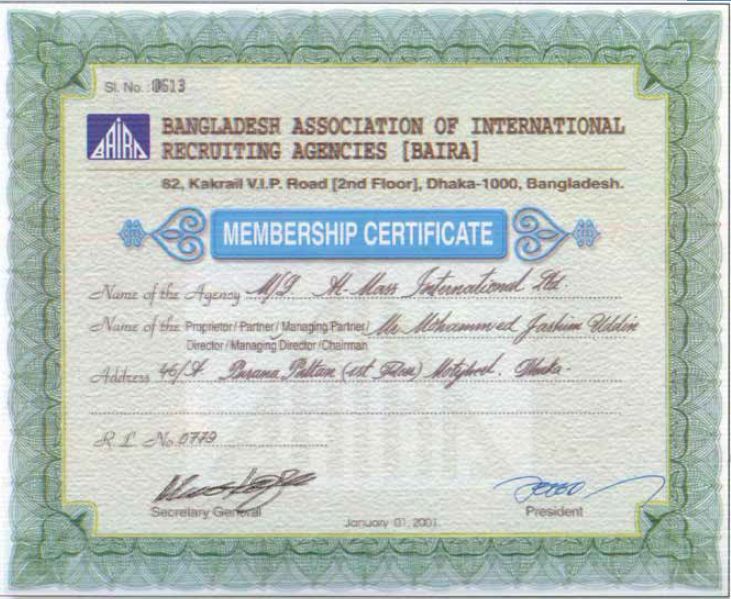 Sl. No. 0613
BAIRA
BANGLADESH ASSOCIATION OF INTERNATIONAL
RECRUITING AGENCIES [BAIRA]
82, Kakrail V.I.P. Road [2nd Floor], Dhaka-1000, Bangladesh.
MEMBERSHIP CERTIFICATE
Name of the Agency M/S Al-Mass International Ltd.
Name of the Proprietor / Partner / Managing Partner / Mr. Mohammed Jashim Uddin
Director / Managing Director / Chairman
Address 46/A Purana Paltan (1st Floor) Motijheel. Dhaka.
R. L. No. 0779
Secretary General
President
January 01, 2001